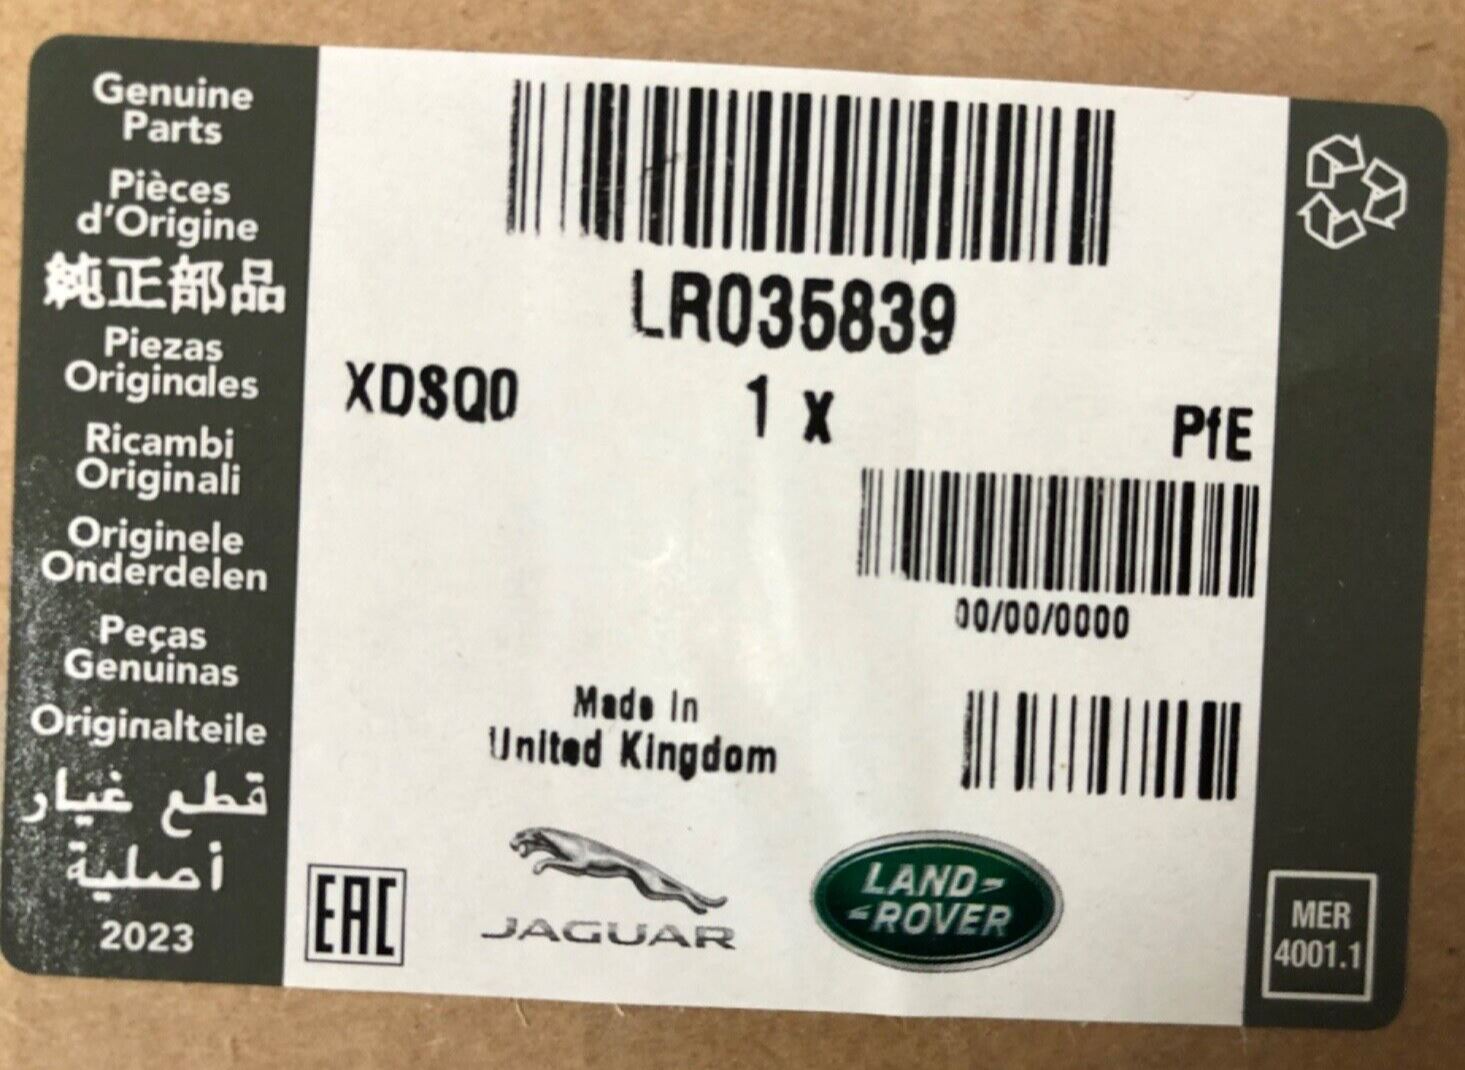 Genuine
Parts
Pièces
d'Origine
純正部品
Piezas
Originales
Ricambi
Originali
Originele
Onderdelen
Peças
Genuinas
Originalteile
قطع غيار
أصلية
2023
LR035839
XDSQ0
1 X
PfE
00/00/0000
Made In
United Kingdom
EAC
JAGUAR
LAND-
-ROVER
MER
4001.1